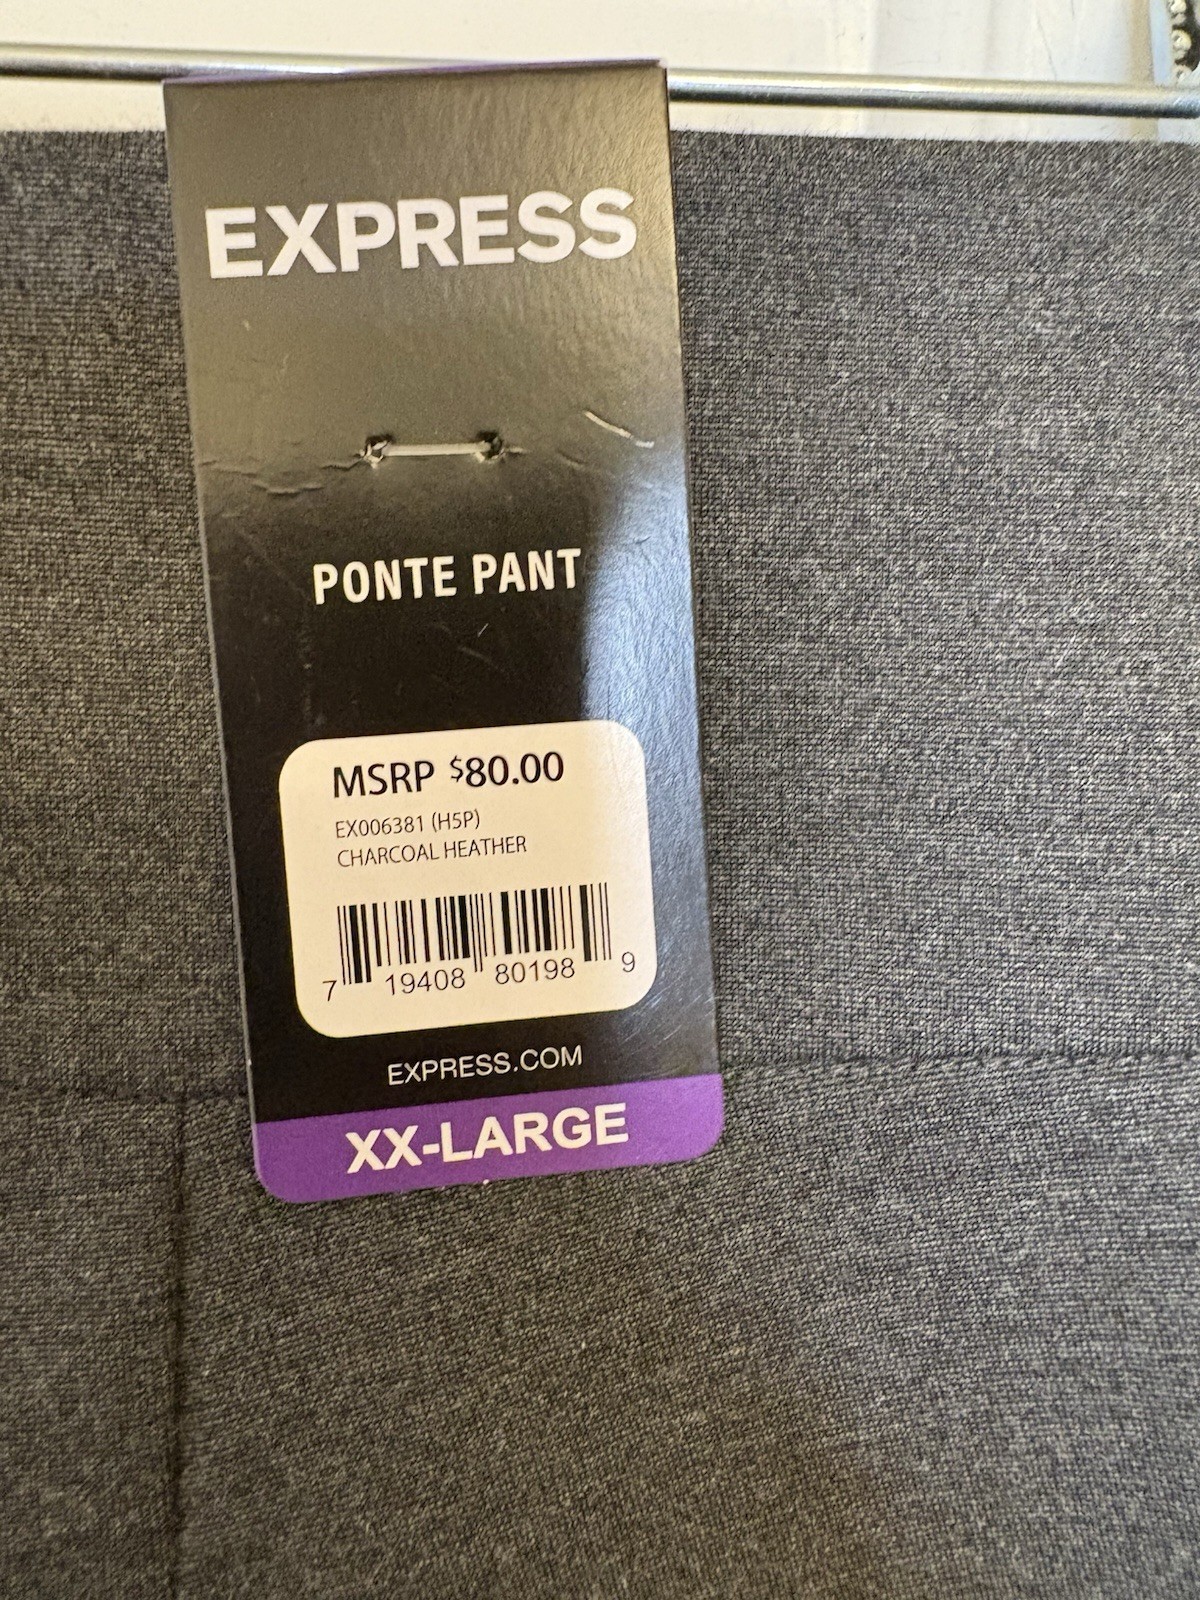 EXPRESS
PONTE PANT
MSRP $80.00
EX006381 (H5P)
CHARCOAL HEATHER
7 19408 80198 9
EXPRESS.COM
XX-LARGE